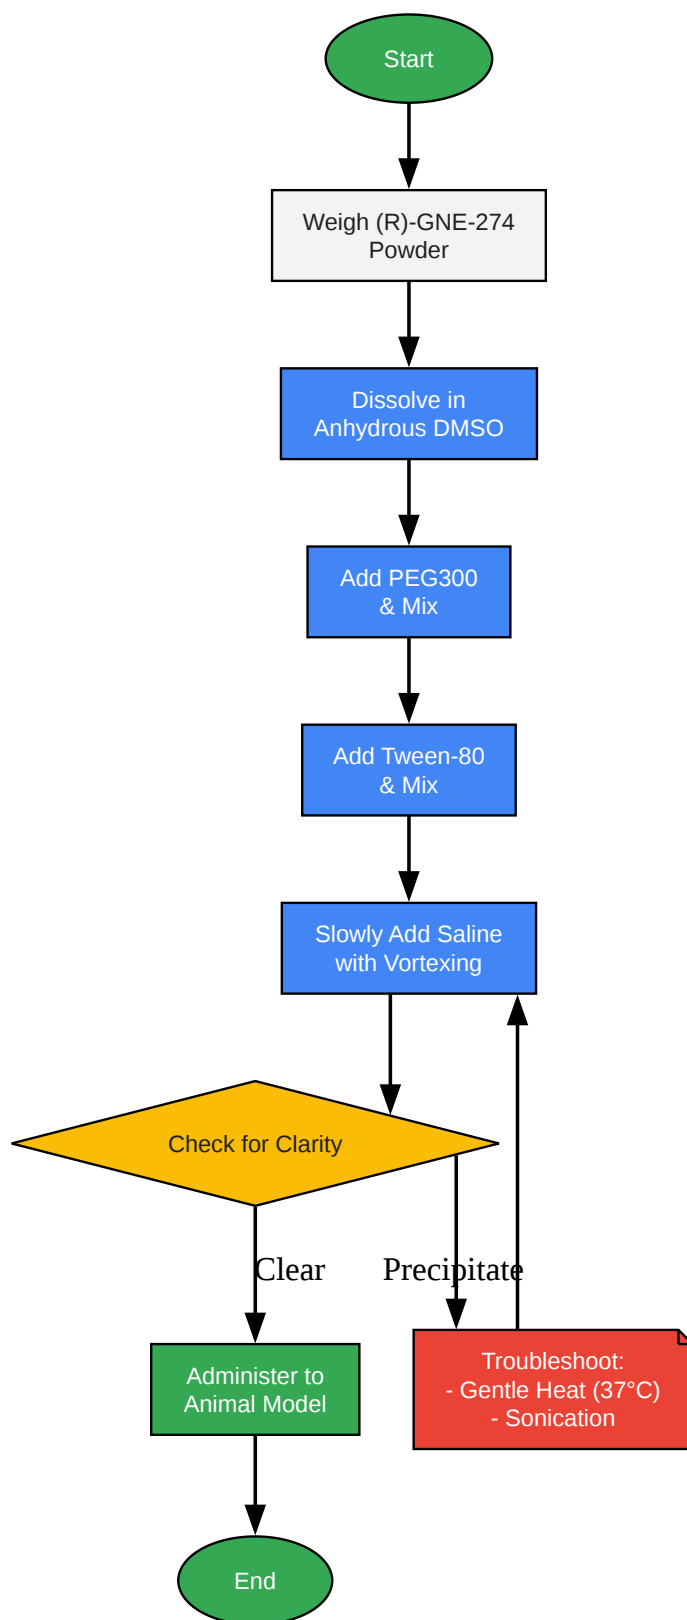 Start
Weigh (R)-GNE-274
Powder
Dissolve in
Anhydrous DMSO
Add PEG300
& Mix
Add Tween-80
& Mix
Slowly Add Saline
with Vortexing
Check for Clarity
Clear
Precipitate
Administer to
Animal Model
Troubleshoot:
- Gentle Heat (37°C)
- Sonication
End